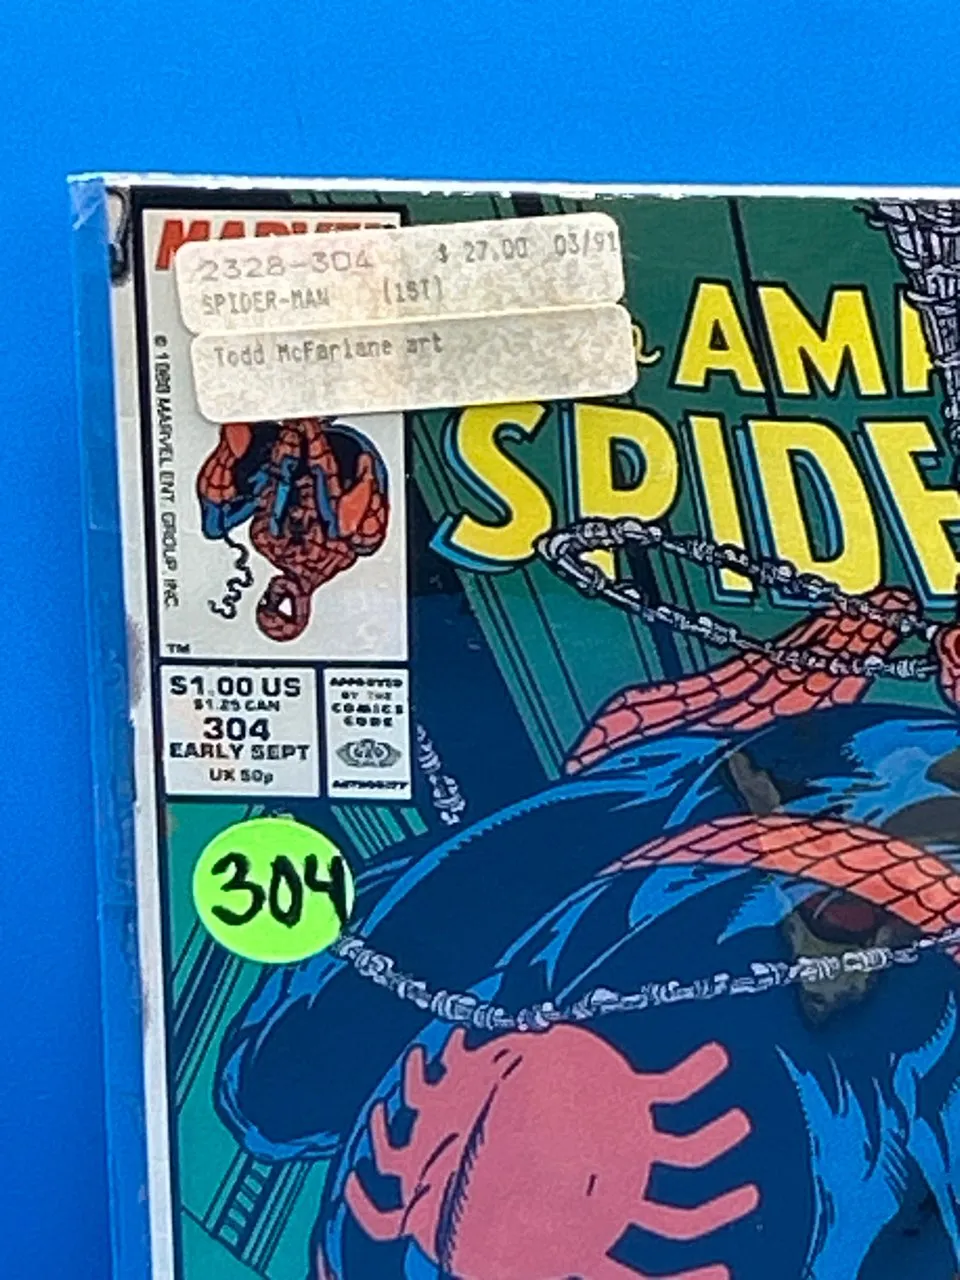 MARVEL
2328-304 $ 27.00 03/91
SPIDER-MAN (1ST)
Todd McFarlane art
AMA
SPIDE
© 1988 MARVEL ENT. GROUP, INC.
TM
$1.00 US
$1.25 CAN
304
EARLY SEPT
UK 50p
APPROVED
BY THE
COMICS
CODE
AUTHORITY
304